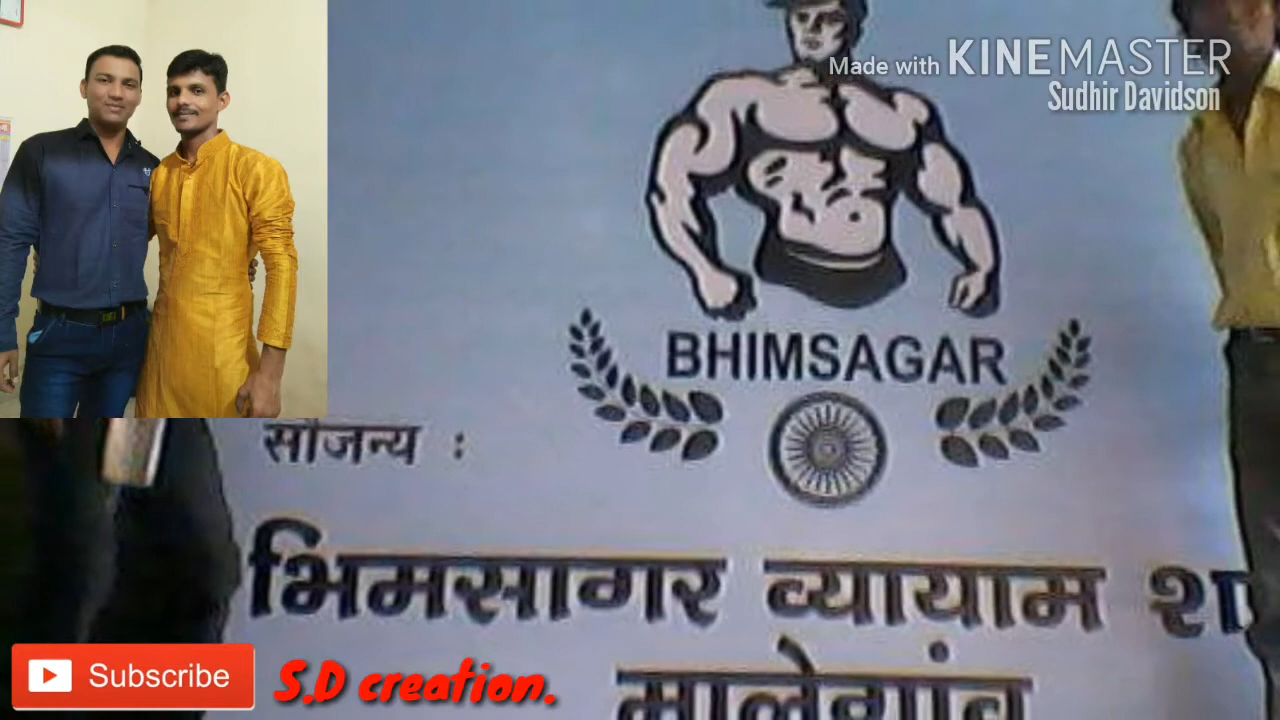 Made with KINEMASTER
Sudhir Davidson
BHIMSAGAR
सौजन्य :
भिमसागर व्यायाम
मालेगांव
Subscribe
S.D creation.